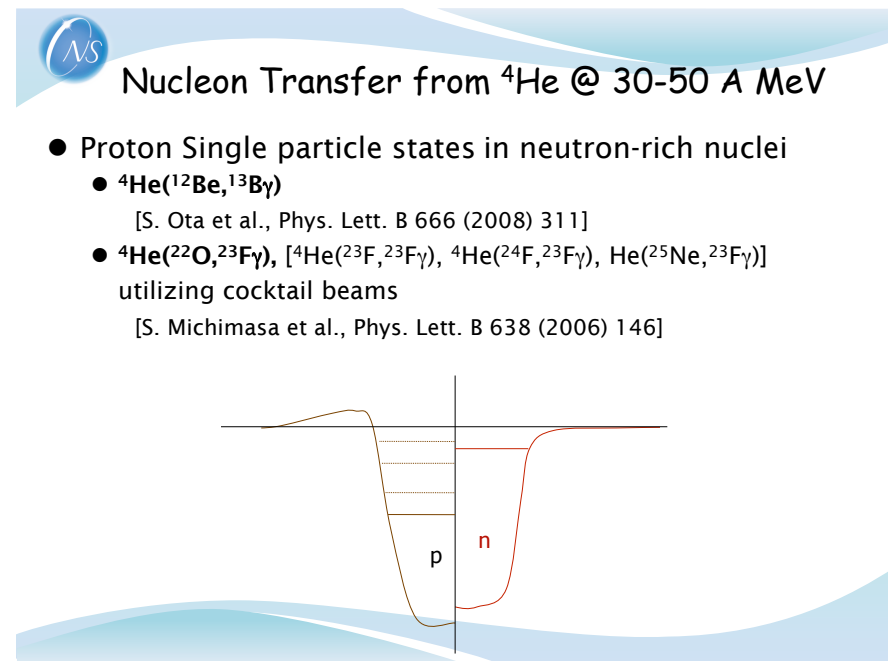 CNS
Nucleon Transfer from ⁴He @ 30-50 A MeV
● Proton Single particle states in neutron-rich nuclei
● ⁴He(¹²Be,¹³Bγ)
[S. Ota et al., Phys. Lett. B 666 (2008) 311]
● ⁴He(²²O,²³Fγ), [⁴He(²³F,²³Fγ), ⁴He(²⁴F,²³Fγ), He(²⁵Ne,²³Fγ)]
utilizing cocktail beams
[S. Michimasa et al., Phys. Lett. B 638 (2006) 146]
p
n